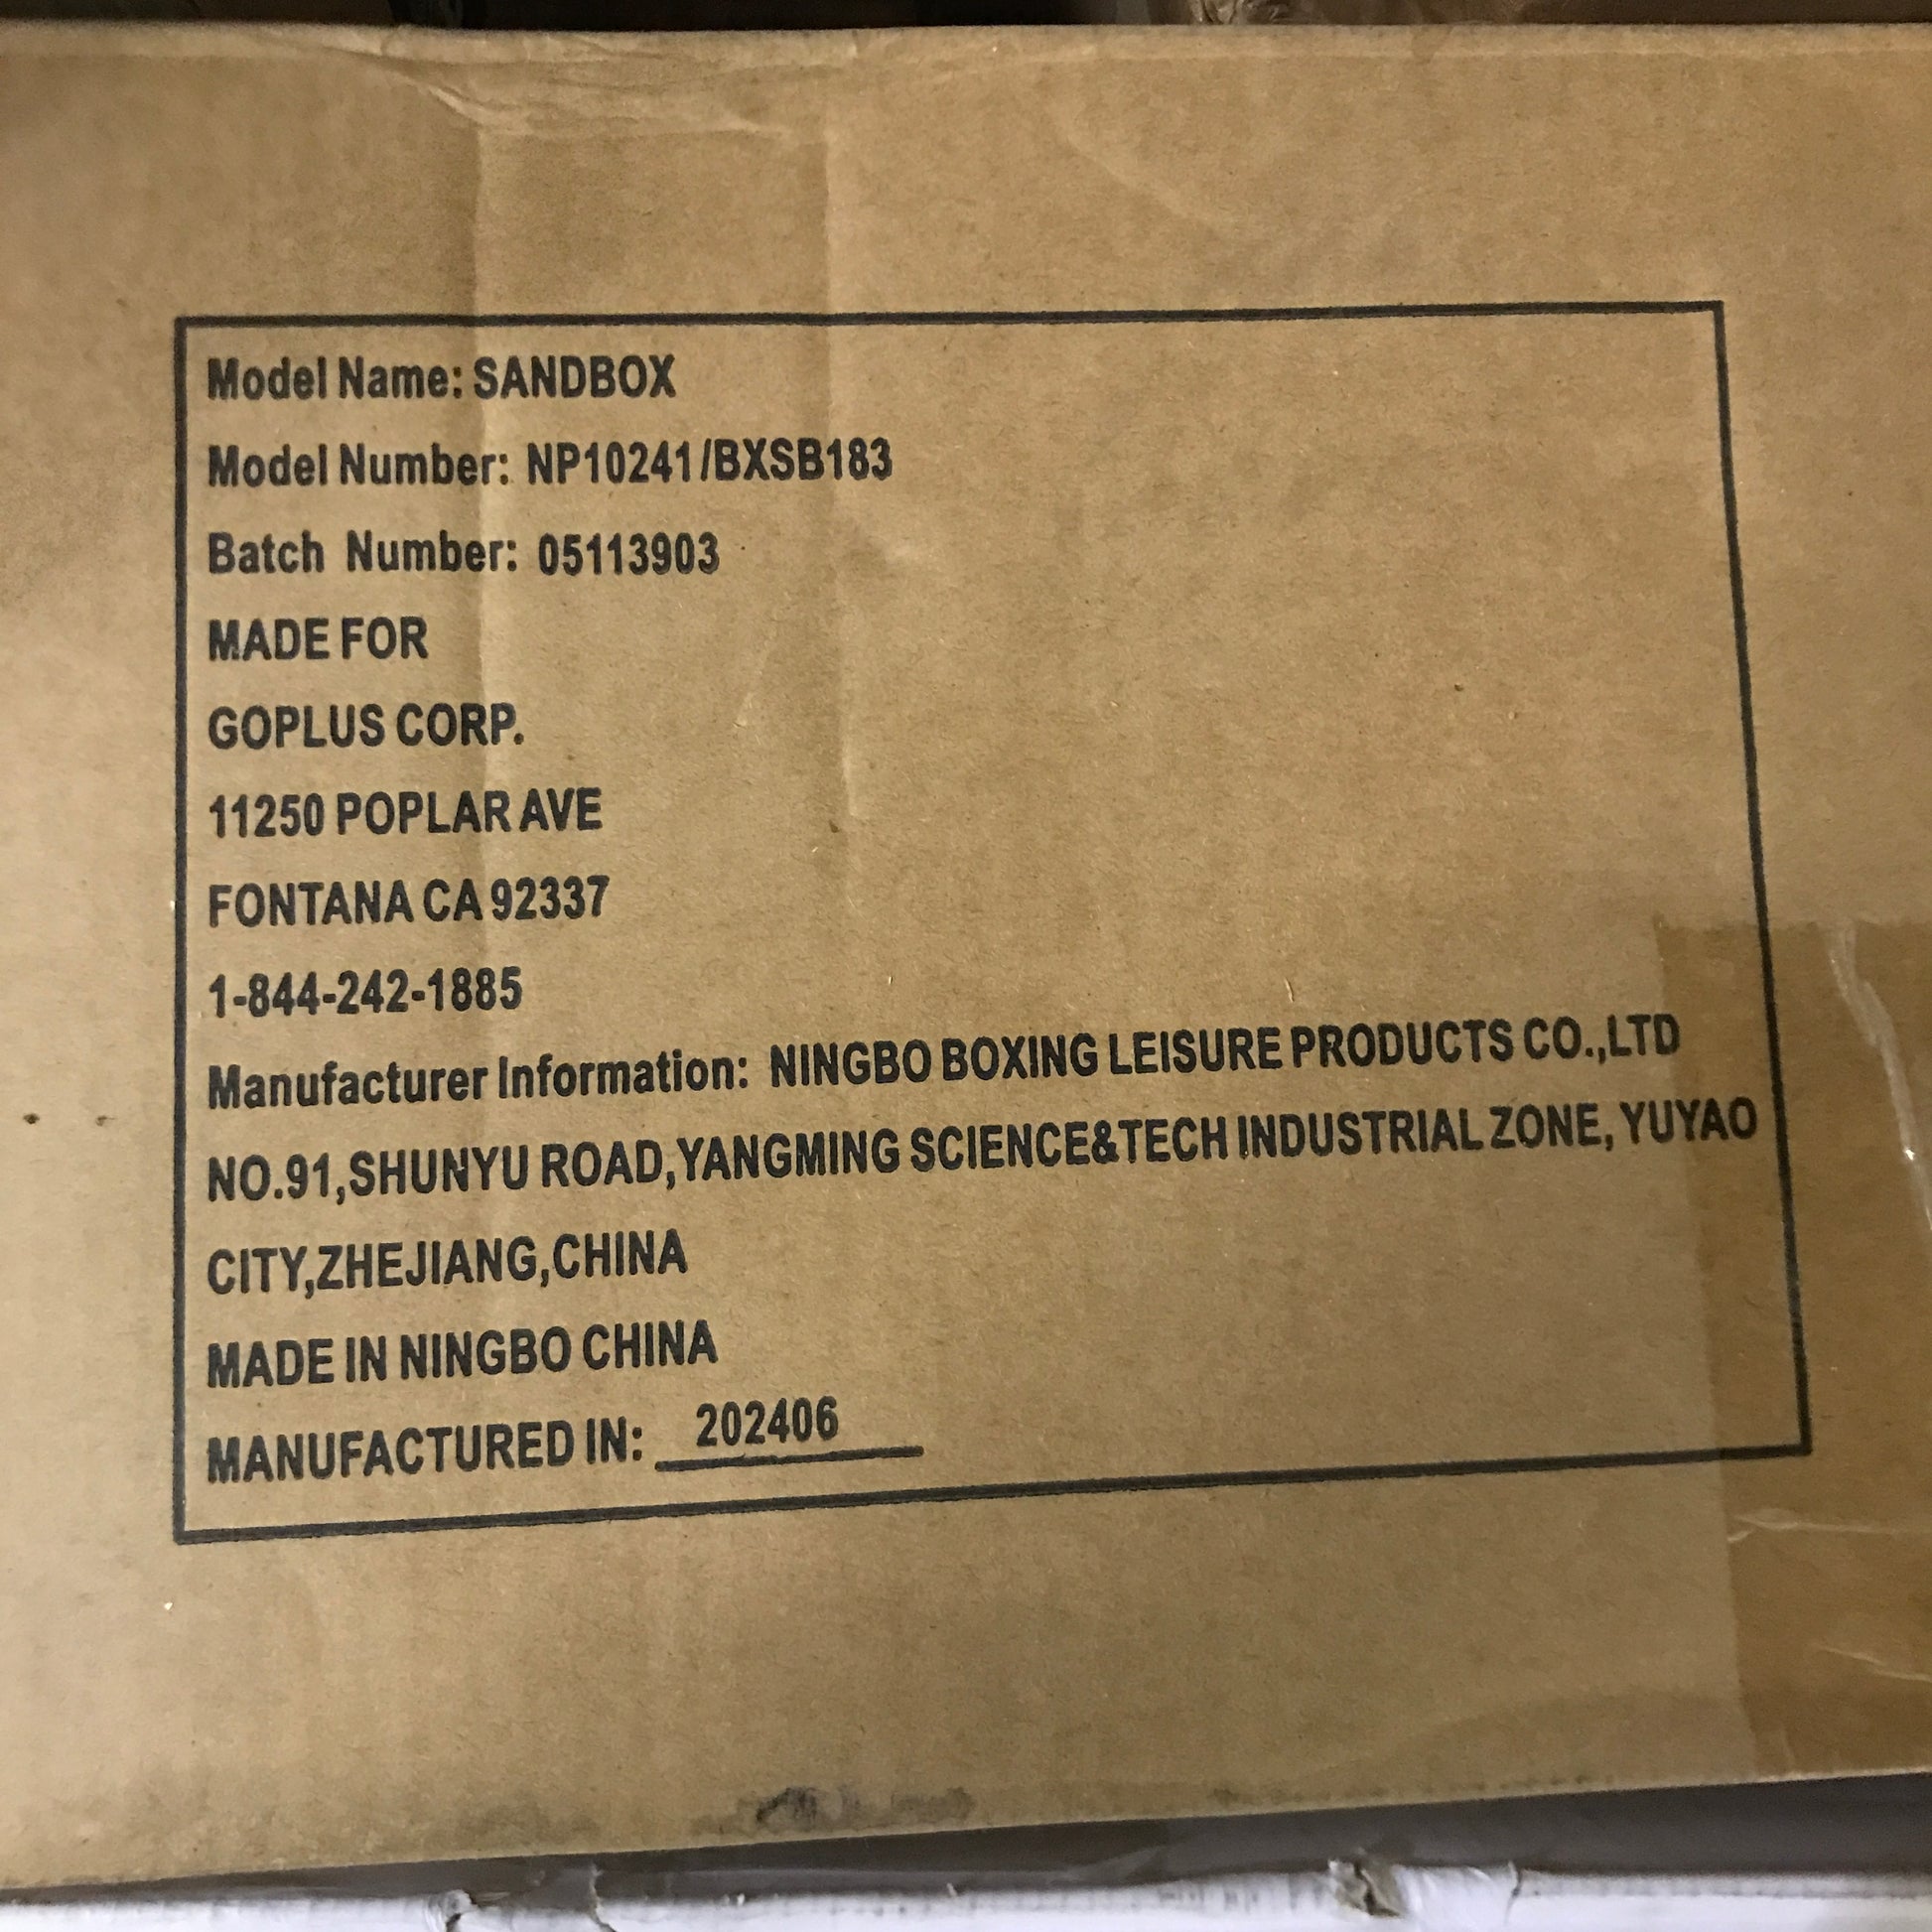 Model Name: SANDBOX
Model Number: NP10241/BXSB183
Batch Number: 05113903
MADE FOR
GOPLUS CORP.
11250 POPLAR AVE
FONTANA CA 92337
1-844-242-1885
Manufacturer Information: NINGBO BOXING LEISURE PRODUCTS CO.,LTD
NO.91,SHUNYU ROAD,YANGMING SCIENCE&TECH INDUSTRIAL ZONE, YUYAO
CITY,ZHEJIANG,CHINA
MADE IN NINGBO CHINA
MANUFACTURED IN: 202406